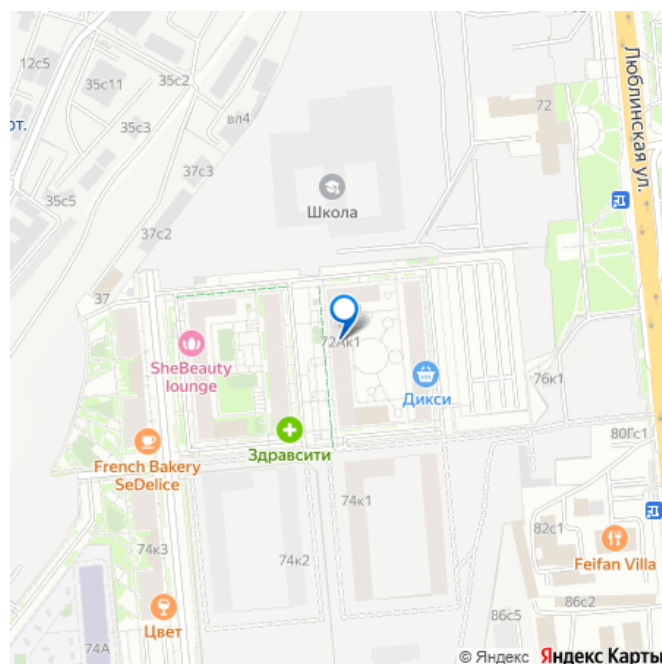 12с5
35с11
35с2
72
35с3
вл4
от.
Люблинская ул.
37с3
35с5
Школа
37с2
37
72Ак1
SheBeauty
lounge
76к1
Дикси
80Гс1
Здравсити
French Bakery
SeDelice
74к1
82с1
74к3
74к2
Feifan Villa
86с2
86с5
Цвет
74А
© Яндекс Яндекс Карты